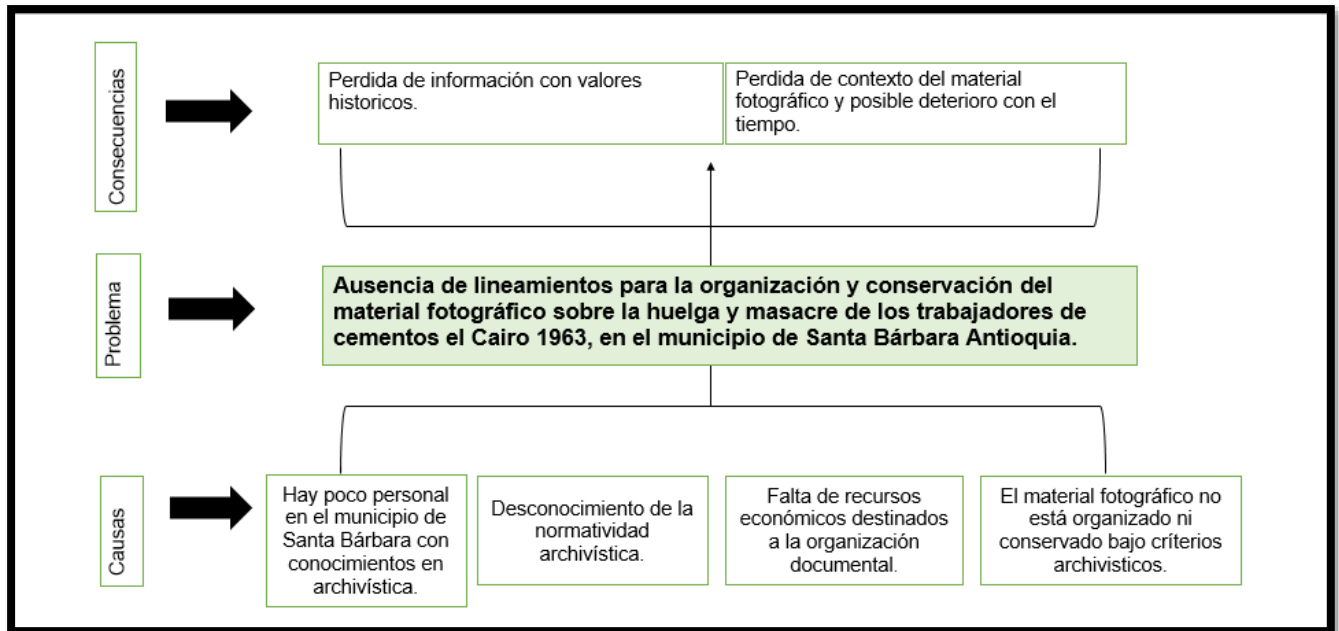 Consecuencias
Perdida de información con valores
historicos.
Perdida de contexto del material
fotográfico y posible deterioro con el
tiempo.
Problema
Ausencia de lineamientos para la organización y conservación del
material fotográfico sobre la huelga y masacre de los trabajadores de
cementos el Cairo 1963, en el municipio de Santa Bárbara Antioquia.
Causas
Hay poco personal
en el municipio de
Santa Bárbara con
conocimientos en
archivística.
Desconocimiento de la
normatividad
archivística.
Falta de recursos
económicos destinados
a la organización
documental.
El material fotográfico no
está organizado ni
conservado bajo críterios
archivisticos.